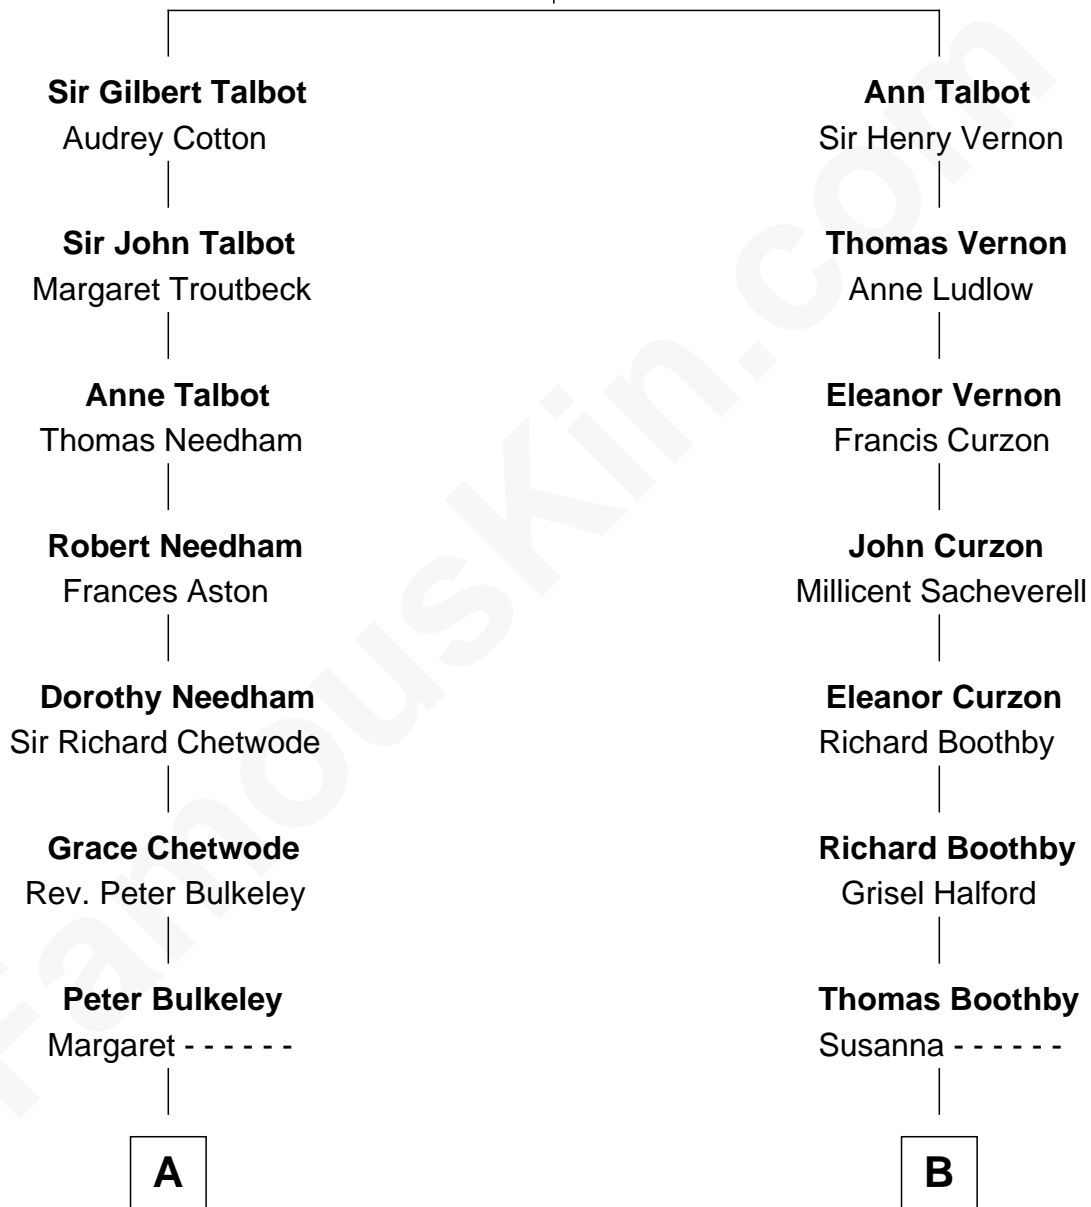 Sir Gilbert Talbot
Audrey Cotton
Sir John Talbot
Margaret Troutbeck
Anne Talbot
Thomas Needham
Robert Needham
Frances Aston
Dorothy Needham
Sir Richard Chetwode
Grace Chetwode
Rev. Peter Bulkeley
Peter Bulkeley
Margaret - - - - - -
A
Ann Talbot
Sir Henry Vernon
Thomas Vernon
Anne Ludlow
Eleanor Vernon
Francis Curzon
John Curzon
Millicent Sacheverell
Eleanor Curzon
Richard Boothby
Richard Boothby
Grisel Halford
Thomas Boothby
Susanna - - - - - -
B
FamousKin.com